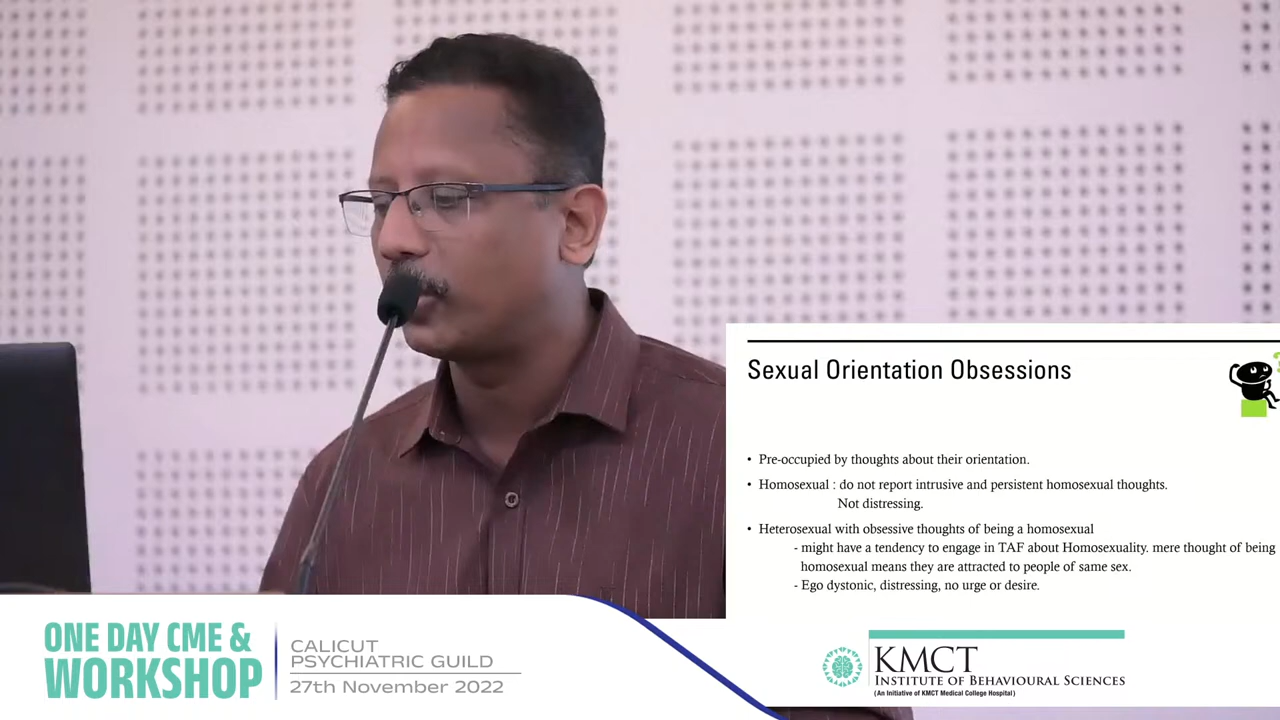 Sexual Orientation Obsessions
• Pre-occupied by thoughts about their orientation.
• Homosexual : do not report intrusive and persistent homosexual thoughts.
Not distressing.
• Heterosexual with obsessive thoughts of being a homosexual
- might have a tendency to engage in TAF about Homosexuality. mere thought of being
homosexual means they are attracted to people of same sex.
- Ego dystonic, distressing, no urge or desire.
ONE DAY CME &
WORKSHOP
CALICUT
PSYCHIATRIC GUILD
27th November 2022
KMCT
INSTITUTE OF BEHAVIOURAL SCIENCES
(An Initiative of KMCT Medical College Hospital)